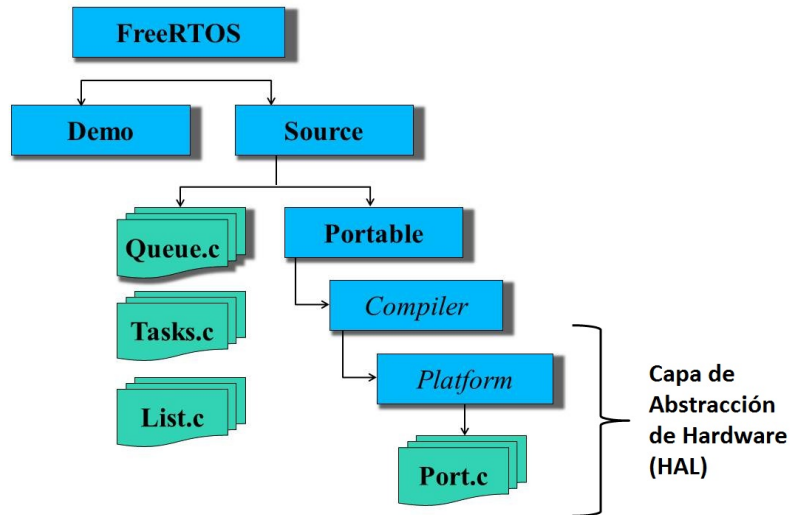 FreeRTOS
Demo
Source
Queue.c
Portable
Tasks.c
Compiler
List.c
Platform
Port.c
Capa de
Abstracción
de Hardware
(HAL)